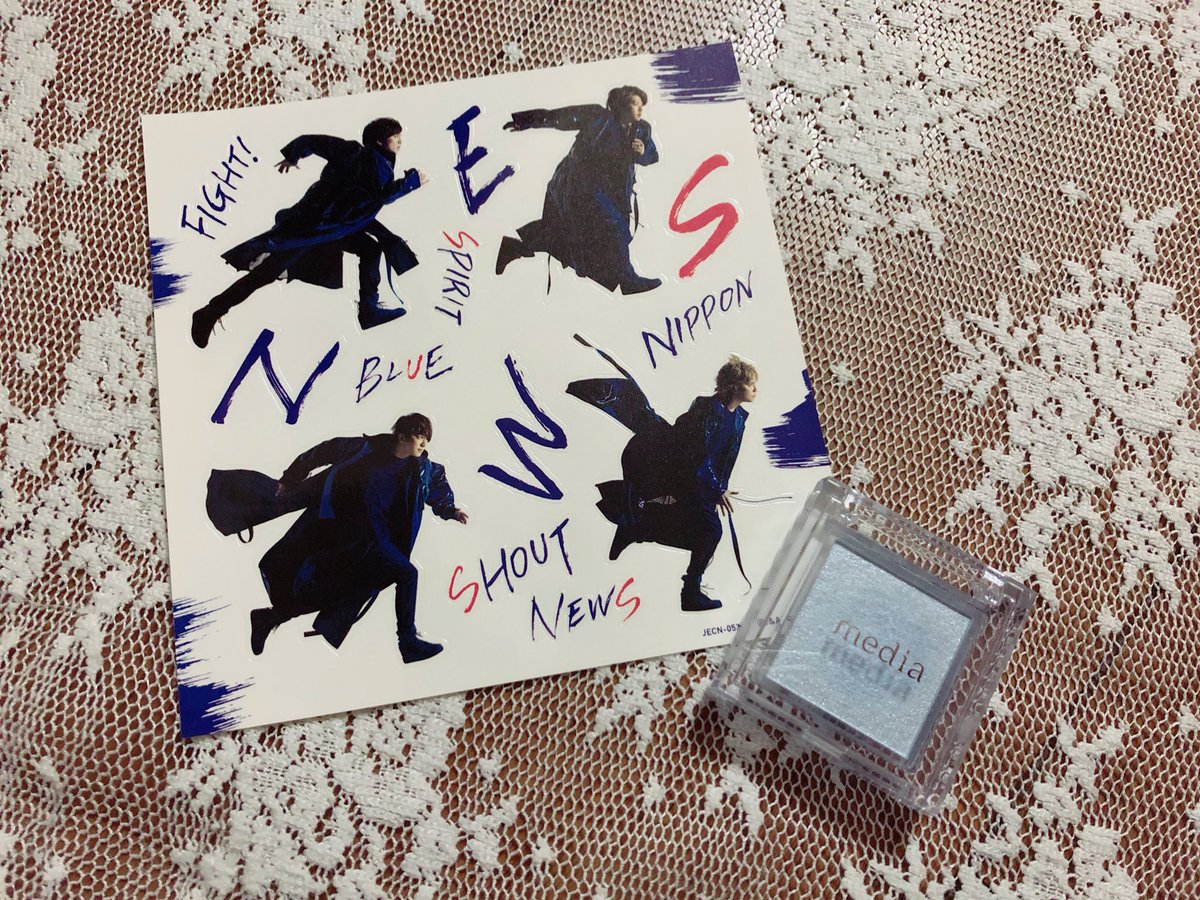 FIGHT!
E
S
SPIRIT
NIPPON
N
BLUE
W
SHOUT
NEWS
media